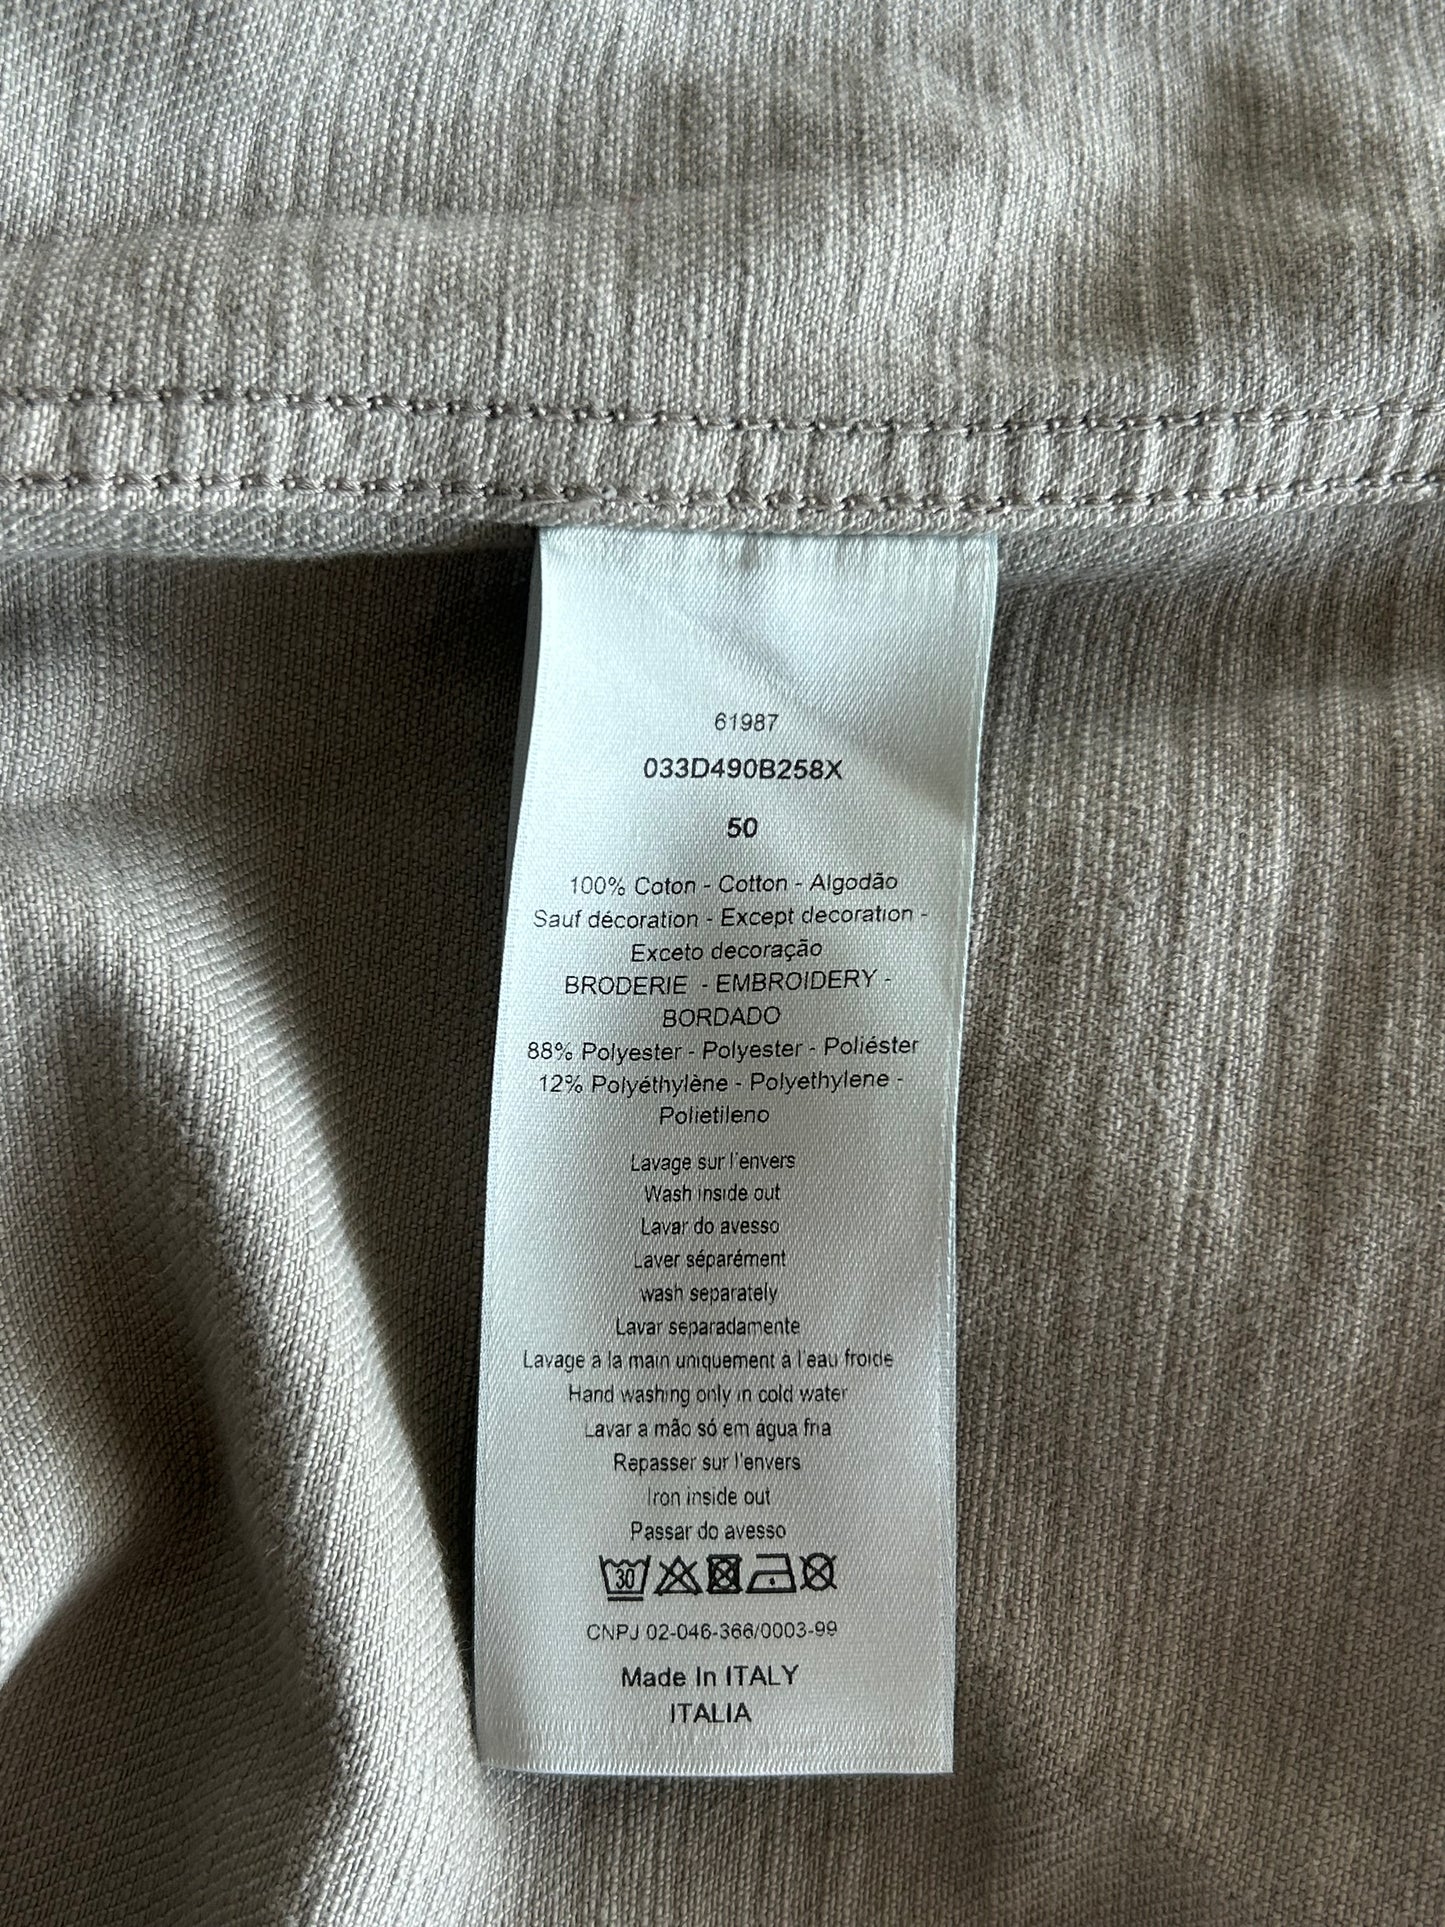 61987
033D490B258X
50
100% Coton - Cotton - Algodão
Sauf décoration - Except decoration -
Exceto decoração
BRODERIE - EMBROIDERY -
BORDADO
88% Polyester - Polyester - Poliéster
12% Polyéthylène - Polyethylene -
Polietileno
Lavage sur l'envers
Wash inside out
Lavar do avesso
Laver séparément
wash separately
Lavar separadamente
Lavage à la main uniquement à l'eau froide
Hand washing only in cold water
Lavar a mão só em água fria
Repasser sur l'envers
Iron inside out
Passar do avesso
30
CNPJ 02-046-366/0003-99
Made In ITALY
ITALIA